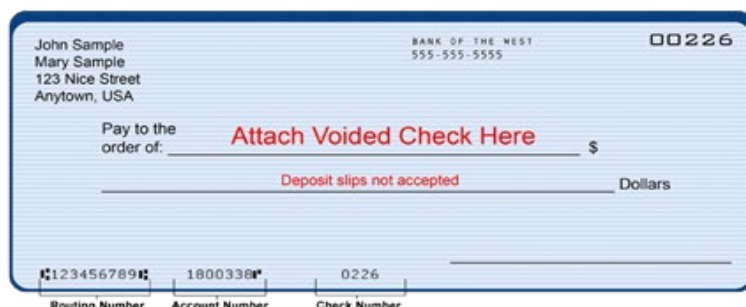 John Sample
Mary Sample
123 Nice Street
Anytown, USA
BANK OF THE WEST
555-555-5555
00226
Pay to the
order of: Attach Voided Check Here $
Deposit slips not accepted Dollars
⑆123456789⑆ 1800338⑈ 0226
Routing Number Account Number Check Number